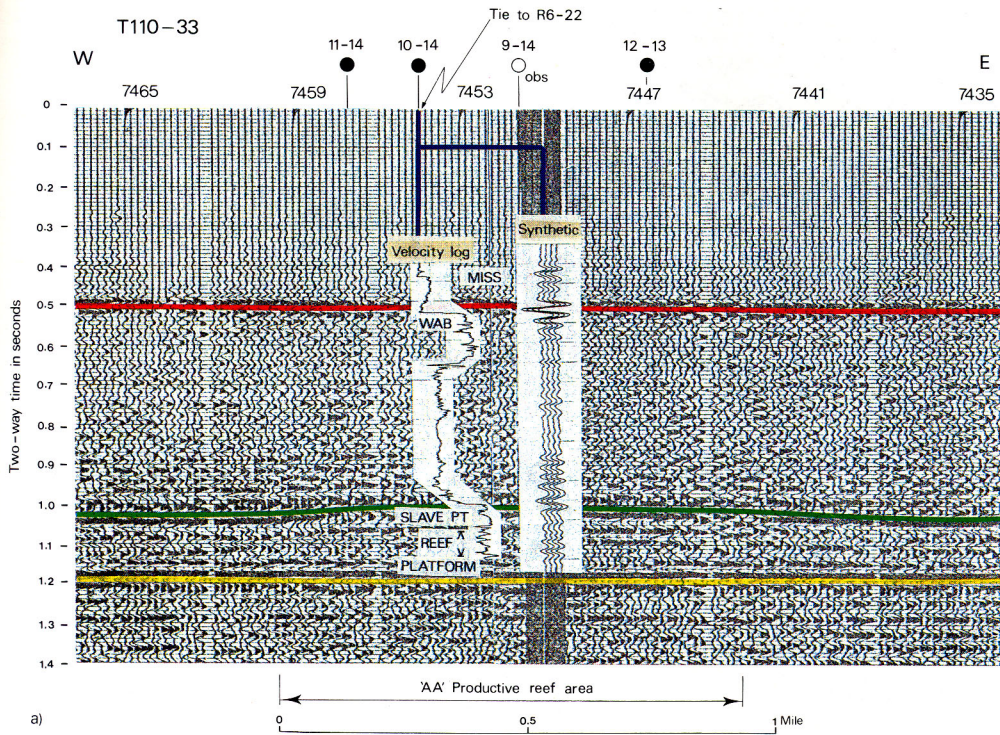 Tie to R6-22
T110-33
W
11-14
10-14
9-14
obs
12-13
E
7465
7459
7453
7447
7441
7435
0
0.1
0.2
0.3
0.4
0.5
0.6
0.7
0.8
0.9
1.0
1.1
1.2
1.3
1.4
Two-way time in seconds
Synthetic
Velocity log
MISS
WAB
SLAVE PT
REEF
PLATFORM
'AA' Productive reef area
a)
0
0.5
1 Mile